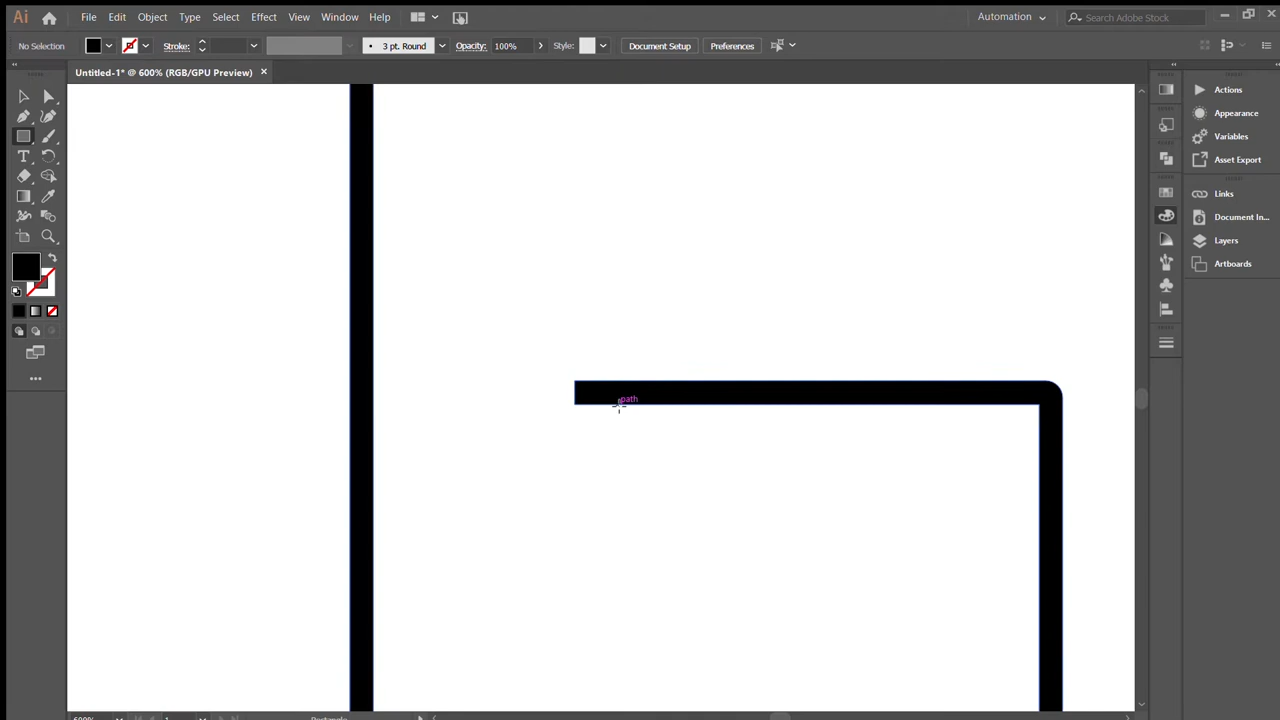 Ai File Edit Object Type Select Effect View Window Help Automation Search Adobe Stock
No Selection Stroke: 3 pt. Round Opacity: 100% Style: Document Setup Preferences
Untitled-1* @ 600% (RGB/GPU Preview)
Actions
Appearance
Variables
Asset Export
Links
Document In...
Layers
Artboards
path
600% 1 Rectangle